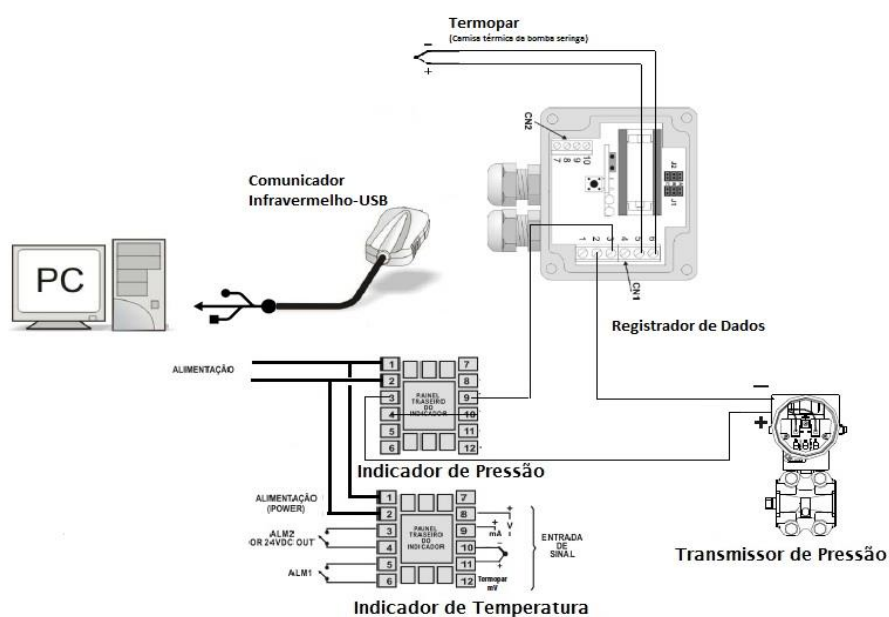 Termopar
(Camisa térmica da bomba seringa)
−
+
CN2
7 8 9 10
J2
J1
1 2 3 4 5 6
CN1
Comunicador
Infravermelho-USB
PC
Registrador de Dados
ALIMENTAÇÃO
1 7
2 8
3 9
4 10
5 11
6 12
PAINEL
TRASEIRO
DO
INDICADOR
Indicador de Pressão
−
+
Transmissor de Pressão
ALIMENTAÇÃO
(POWER)
ALM2
OR 24VDC OUT
ALM1
1 7
2 8
3 9
4 10
5 11
6 12
PAINEL
TRASEIRO
DO
INDICADOR
+
V
−
+
mA
−
+
Termopar
mV
ENTRADA
DE
SINAL
Indicador de Temperatura